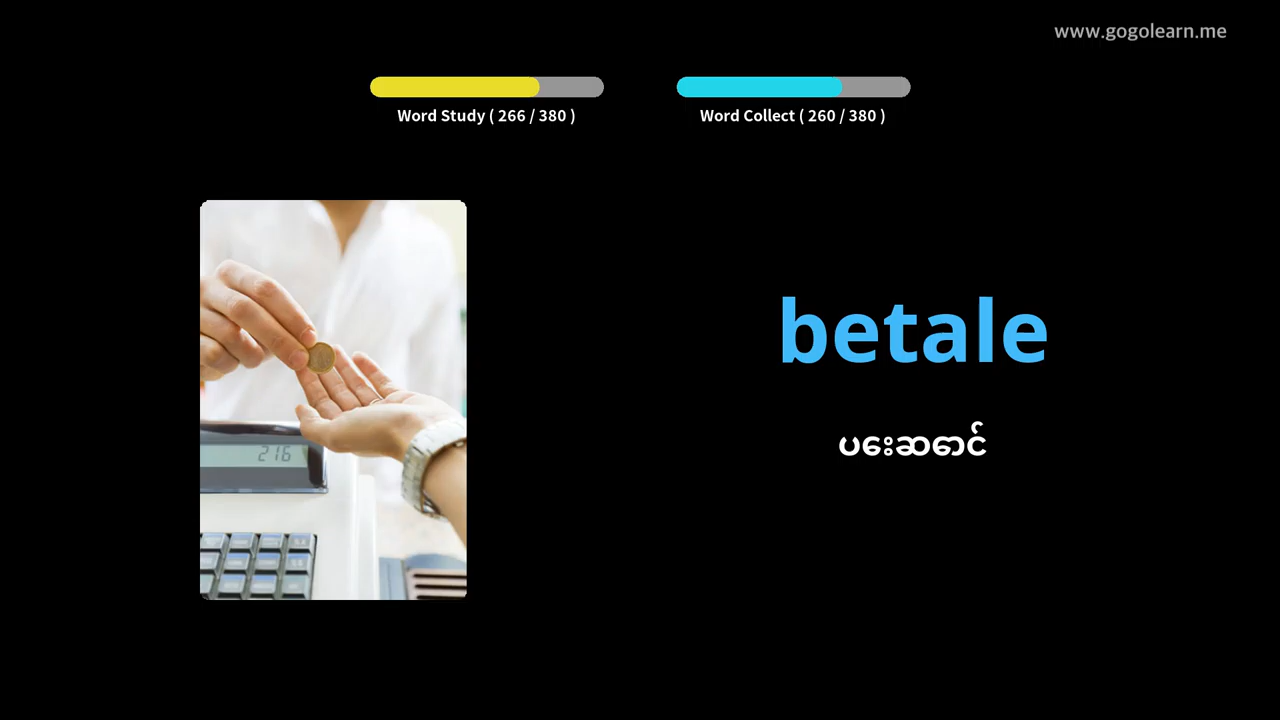 www.gogolearn.me
Word Study ( 266 / 380 )
Word Collect ( 260 / 380 )
betale
ပေးဆောင်
216